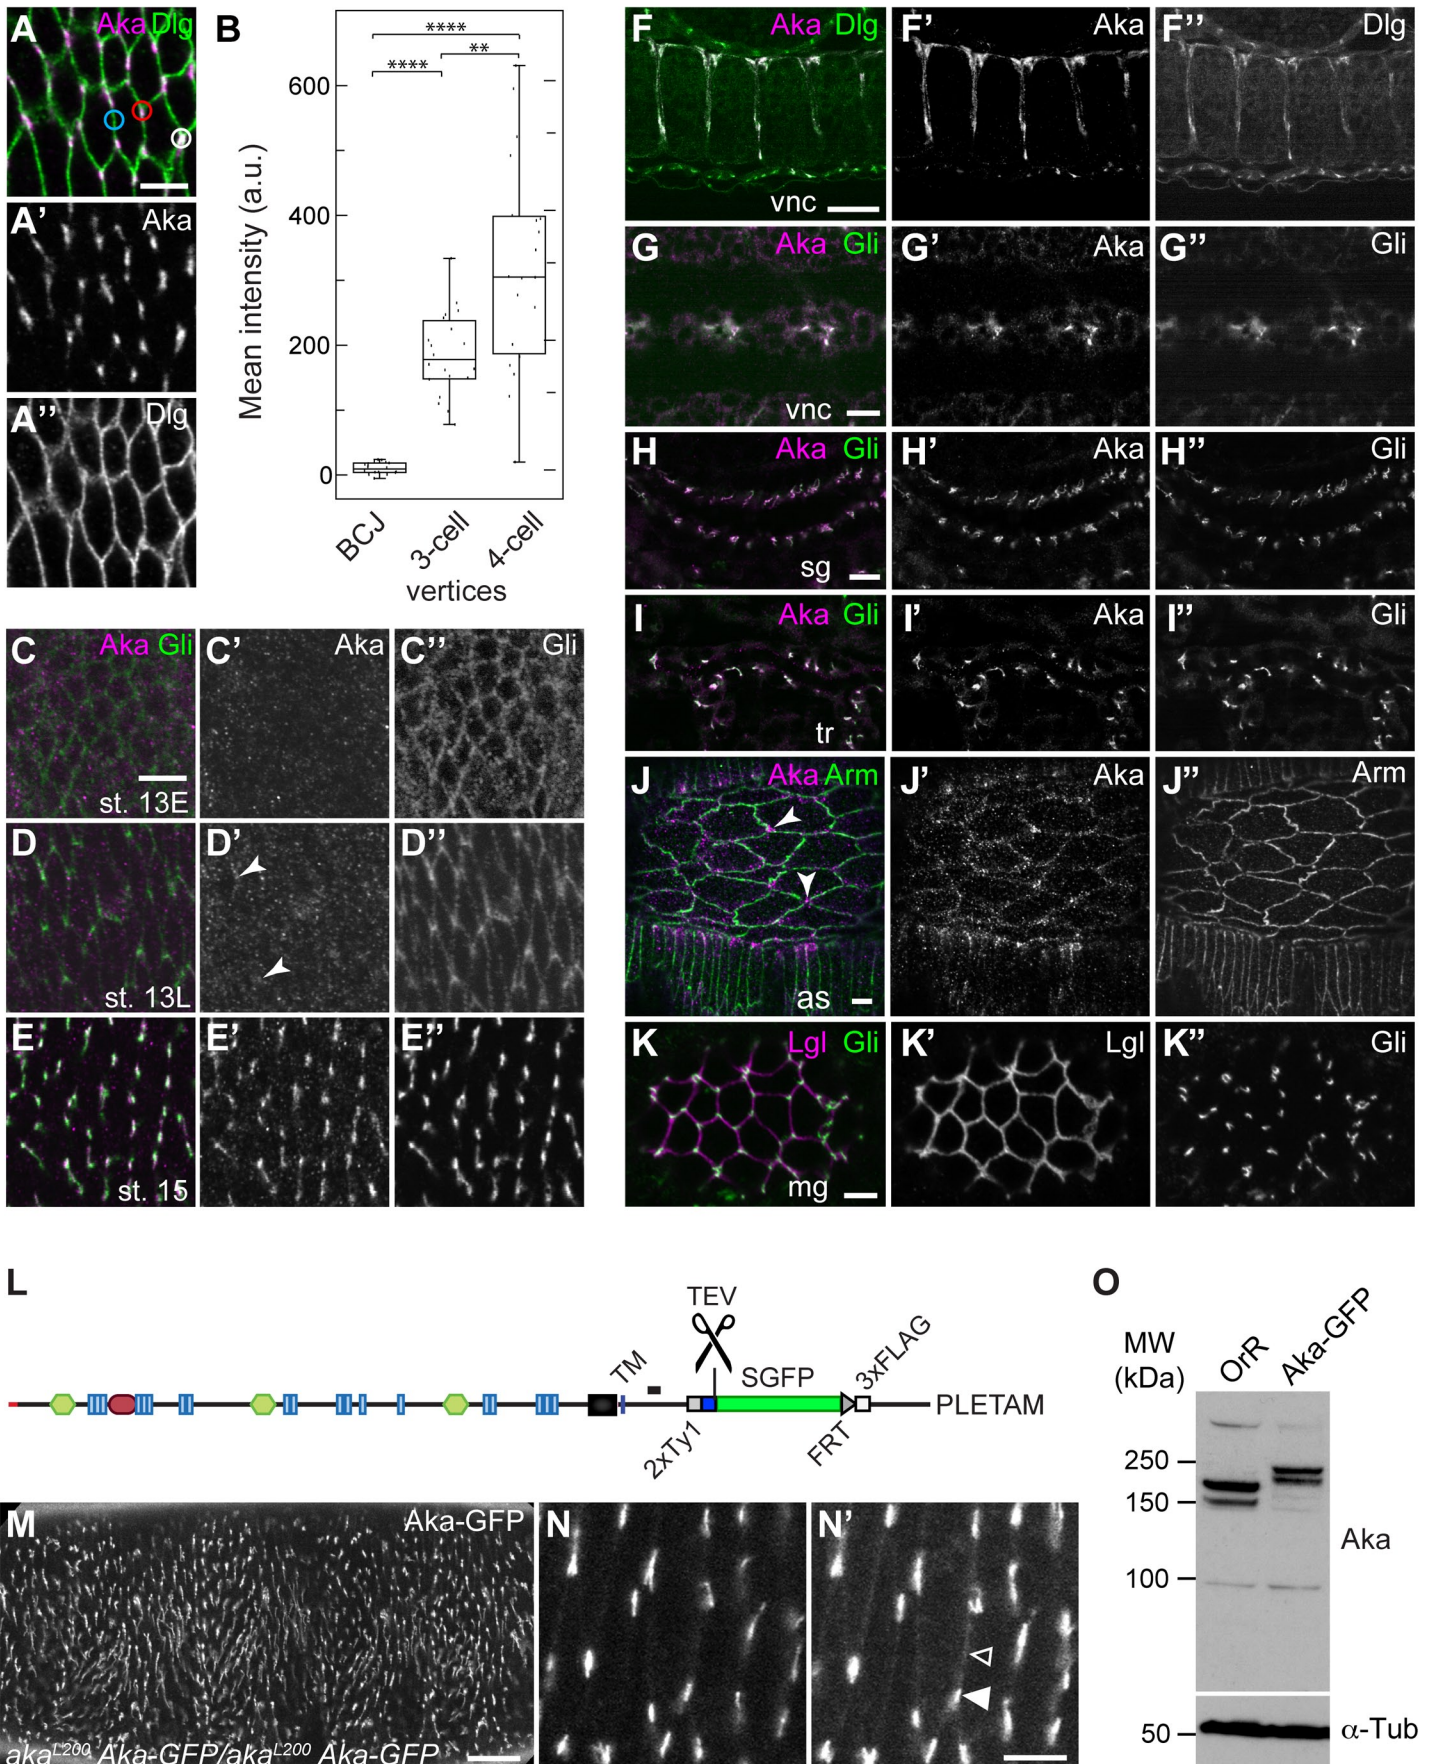 A Aka Dlg
A’ Aka
A’’ Dlg
B
Mean intensity (a.u.)
600
400
200
0
****
**
****
BCJ
3-cell
4-cell
vertices
C Aka Gli
st. 13E
C’ Aka
C’’ Gli
D
st. 13L
D’
D’’
E
st. 15
E’
E’’
F Aka Dlg
vnc
F’ Aka
F’’ Dlg
G Aka Gli
vnc
G’ Aka
G’’ Gli
H Aka Gli
sg
H’ Aka
H’’ Gli
I Aka Gli
tr
I’ Aka
I’’ Gli
J Aka Arm
as
J’ Aka
J’’ Arm
K Lgl Gli
mg
K’ Lgl
K’’ Gli
L
TEV
TM
SGFP
3xFLAG
PLETAM
2xTy1
FRT
M Aka-GFP
akaL200 Aka-GFP/akaL200 Aka-GFP
N
N’
O
MW
(kDa)
OrR
Aka-GFP
250
150
100
50
Aka
α-Tub